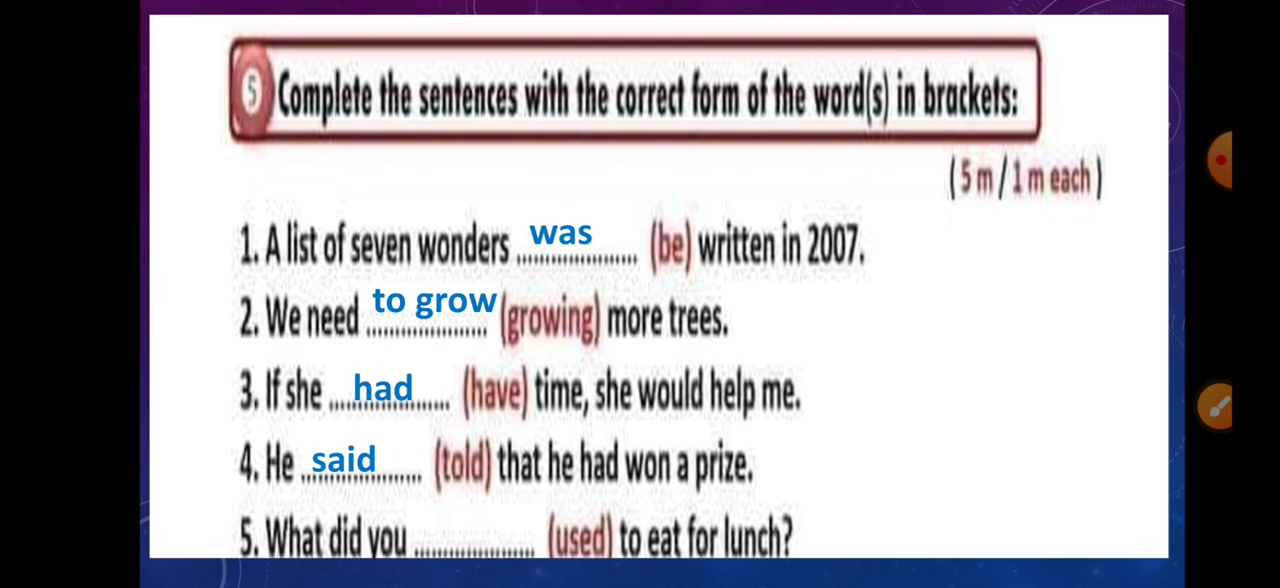 5 Complete the sentences with the correct form of the word(s) in brackets:
( 5 m / 1 m each )
1. A list of seven wonders ...was... (be) written in 2007.
2. We need ...to grow... (growing) more trees.
3. If she ...had... (have) time, she would help me.
4. He ...said... (told) that he had won a prize.
5. What did you .................... (used) to eat for lunch?